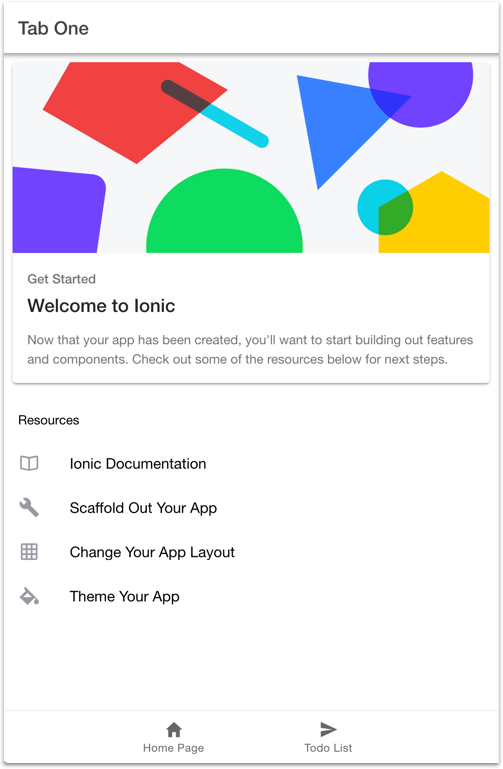 Tab One
Get Started
Welcome to Ionic
Now that your app has been created, you'll want to start building out features
and components. Check out some of the resources below for next steps.
Resources
Ionic Documentation
Scaffold Out Your App
Change Your App Layout
Theme Your App
Home Page
Todo List